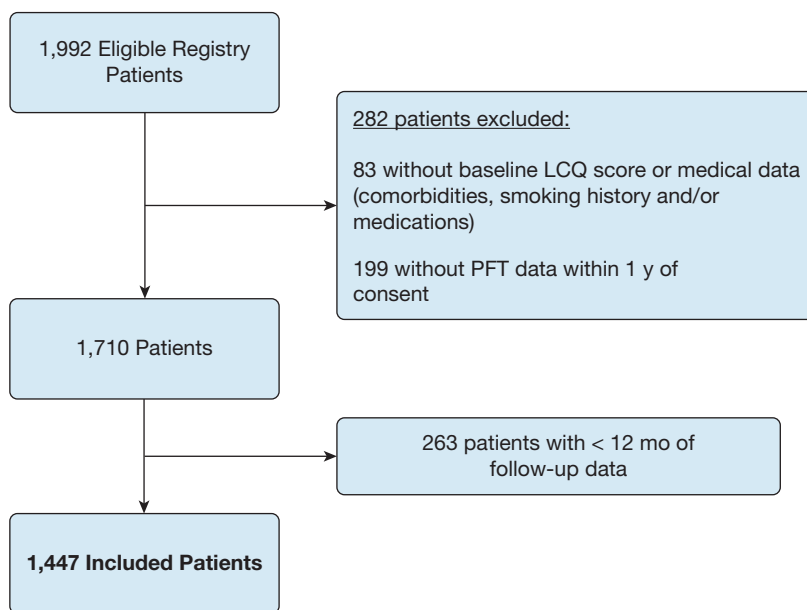 1,992 Eligible Registry
Patients
282 patients excluded:
83 without baseline LCQ score or medical data
(comorbidities, smoking history and/or
medications)
199 without PFT data within 1 y of
consent
1,710 Patients
263 patients with < 12 mo of
follow-up data
1,447 Included Patients